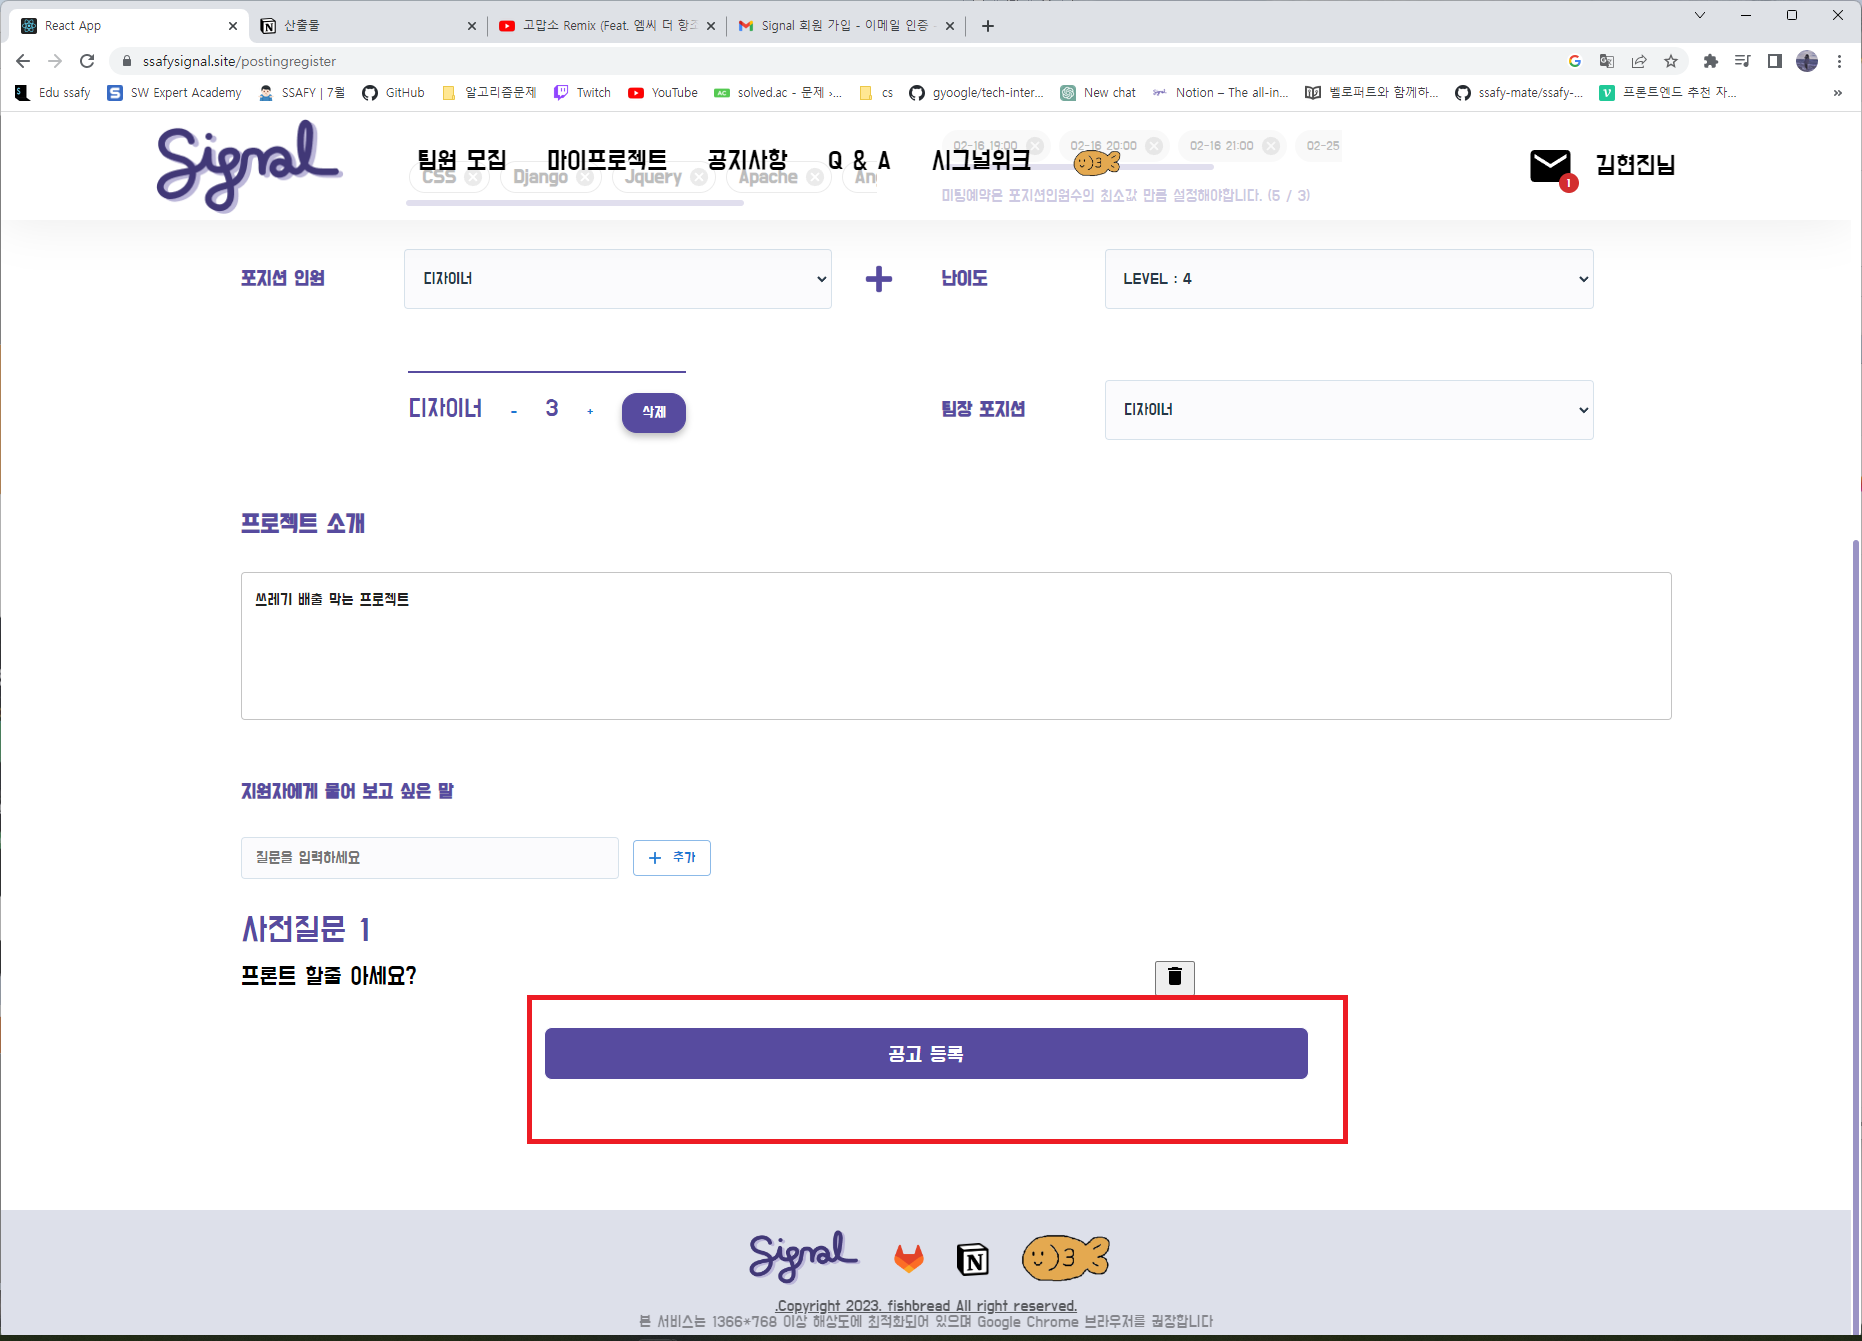 React App
산출물
고맙소 Remix (Feat. 엠씨 더 항조
Signal 회원 가입 - 이메일 인증
ssafysignal.site/postingregister
Edu ssafy
SW Expert Academy
SSAFY | 7월
GitHub
알고리즘문제
Twitch
YouTube
solved.ac - 문제 ›...
cs
gyoogle/tech-inter...
New chat
Notion – The all-in...
벨로퍼트와 함께하...
ssafy-mate/ssafy-...
프론트엔드 추천 자...
Signal
팀원 모집
마이프로젝트
공지사항
Q & A
시그널위크
02-16 19:00
02-16 20:00
02-16 21:00
02-25
1
김현진님
CSS
Django
Jquery
Apache
미팅예약은 포지션인원수의 최소값 만큼 설정해야합니다. (5 / 3)
포지션 인원
디자이너
난이도
LEVEL : 4
디자이너
-
3
+
삭제
팀장 포지션
디자이너
프로젝트 소개
쓰레기 배출 막는 프로젝트
지원자에게 물어 보고 싶은 말
질문을 입력하세요
+ 추가
사전질문 1
프론트 할줄 아세요?
공고 등록
Signal
.Copyright 2023. fishbread All right reserved.
본 서비스는 1366*768 이상 해상도에 최적화되어 있으며 Google Chrome 브라우저를 권장합니다